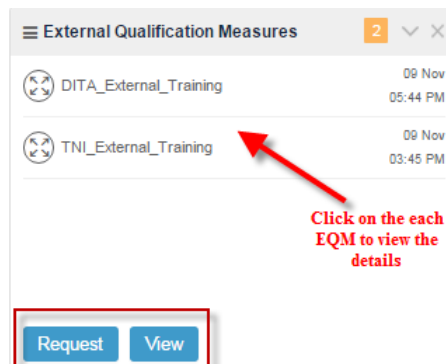 External Qualification Measures 2
DITA_External_Training 09 Nov
05:44 PM
TNI_External_Training 09 Nov
03:45 PM
Click on the each
EQM to view the
details
Request View